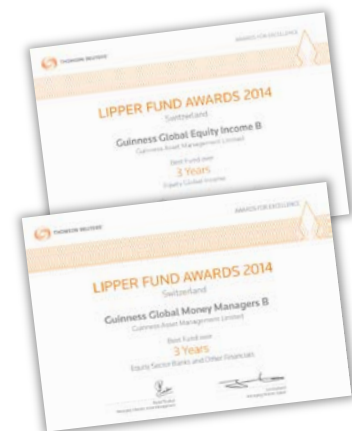 THOMSON REUTERS
AWARDS FOR EXCELLENCE
LIPPER FUND AWARDS 2014
Switzerland
Guinness Global Equity Income B
Guinness Asset Management Limited
Best Fund over
3 Years
Equity Global Income
THOMSON REUTERS
AWARDS FOR EXCELLENCE
LIPPER FUND AWARDS 2014
Switzerland
Guinness Global Money Managers B
Guinness Asset Management Limited
Best Fund over
3 Years
Equity Sector Banks and Other Financials